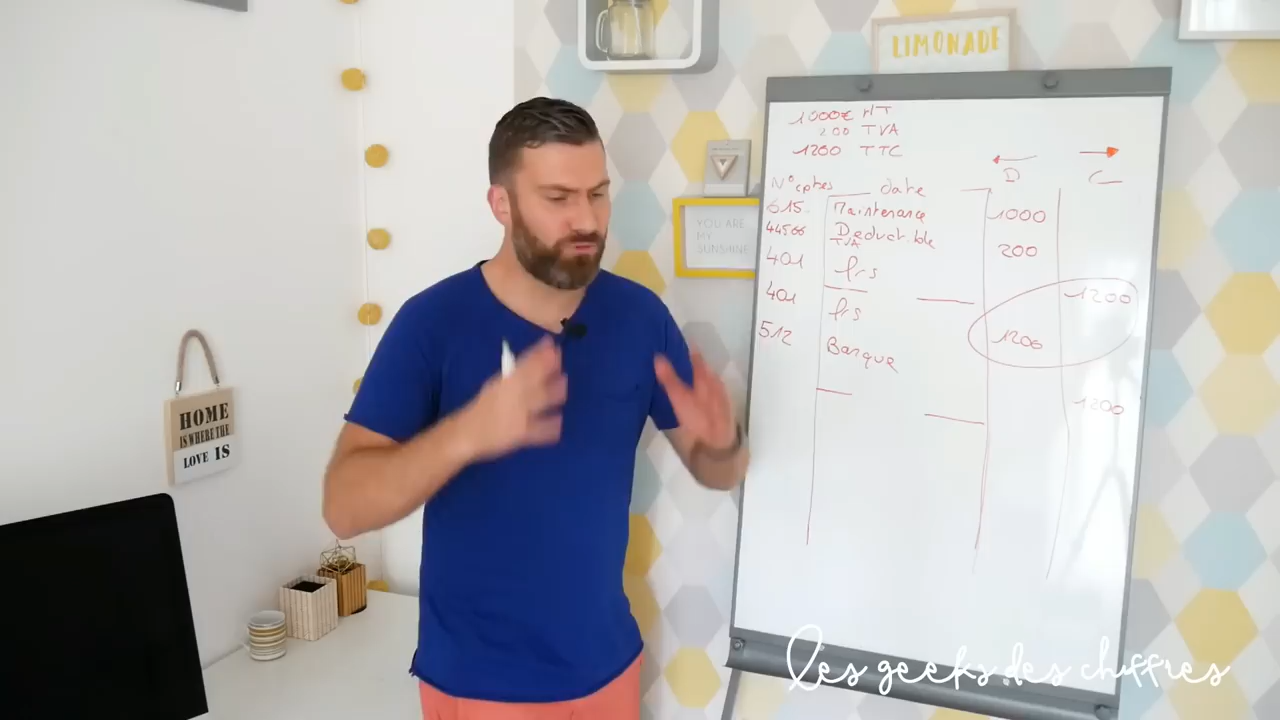 LIMONADE
1000€ HT
200 TVA
1200 TTC
N° cptes date D C
615 Maintenance 1000
44566 Deductible 200
TVA
401 frs 1200
401 frs 1200
512 Banque 1200
YOU ARE
MY
SUNSHINE
HOME
IS WHERE THE
LOVE IS
les geeks des chiffres